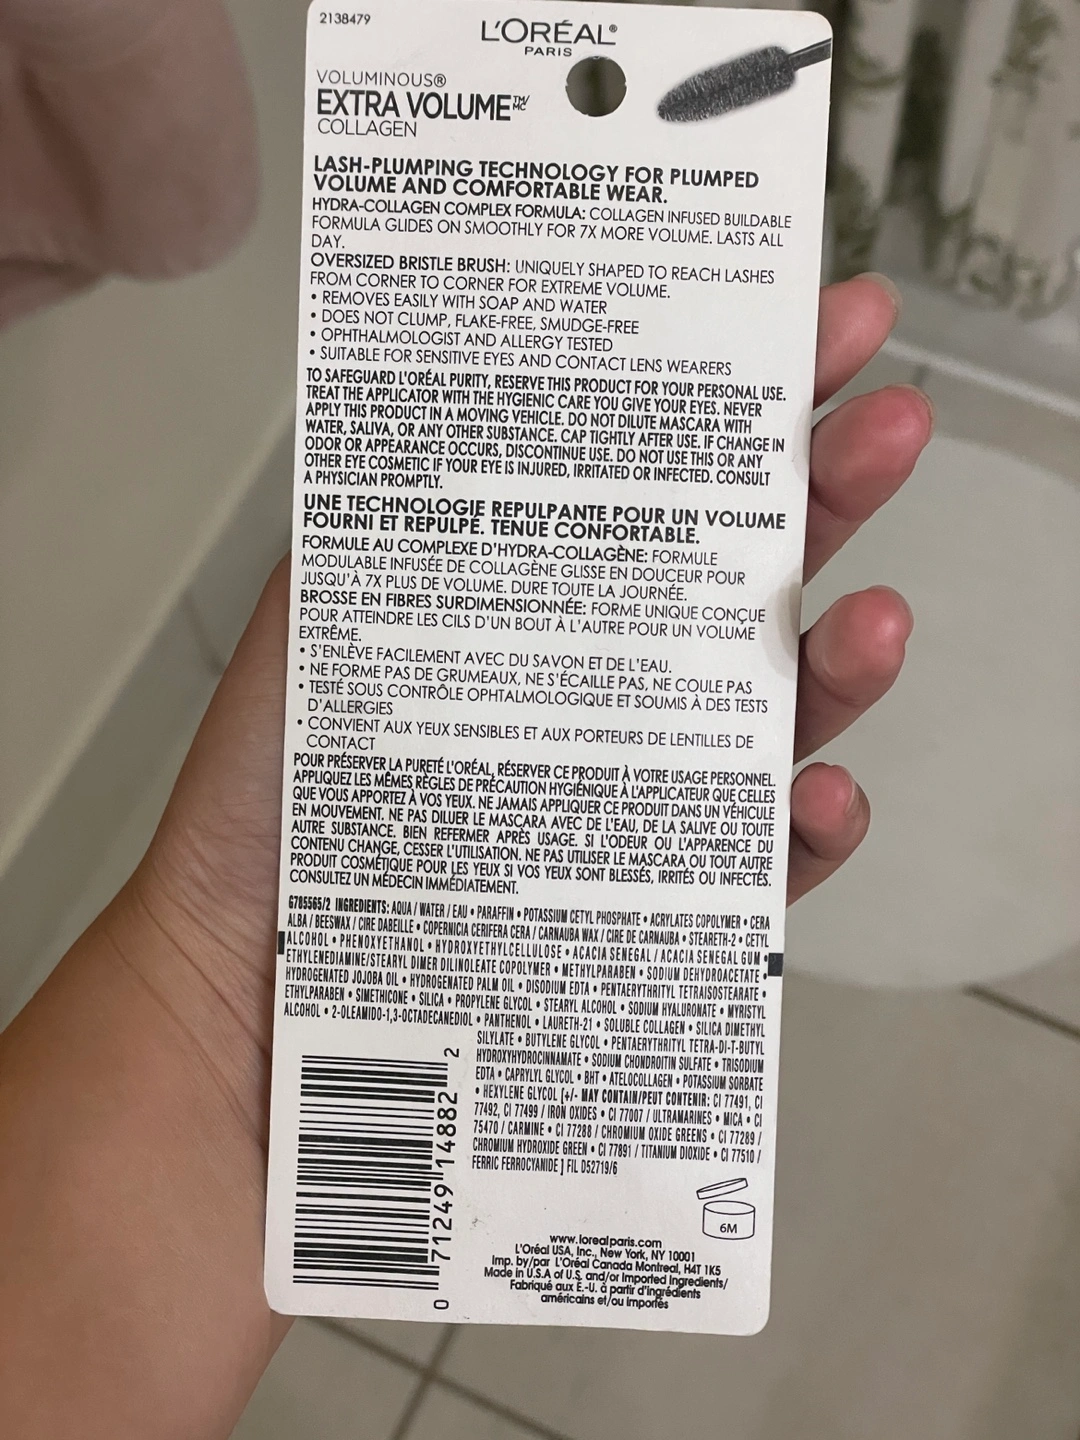 2138479
L'ORÉAL®
PARIS
VOLUMINOUS®
EXTRA VOLUME™/MC
COLLAGEN
LASH-PLUMPING TECHNOLOGY FOR PLUMPED
VOLUME AND COMFORTABLE WEAR.
HYDRA-COLLAGEN COMPLEX FORMULA: COLLAGEN INFUSED BUILDABLE
FORMULA GLIDES ON SMOOTHLY FOR 7X MORE VOLUME. LASTS ALL
DAY.
OVERSIZED BRISTLE BRUSH: UNIQUELY SHAPED TO REACH LASHES
FROM CORNER TO CORNER FOR EXTREME VOLUME.
• REMOVES EASILY WITH SOAP AND WATER
• DOES NOT CLUMP, FLAKE-FREE, SMUDGE-FREE
• OPHTHALMOLOGIST AND ALLERGY TESTED
• SUITABLE FOR SENSITIVE EYES AND CONTACT LENS WEARERS
TO SAFEGUARD L'ORÉAL PURITY, RESERVE THIS PRODUCT FOR YOUR PERSONAL USE.
TREAT THE APPLICATOR WITH THE HYGIENIC CARE YOU GIVE YOUR EYES. NEVER
APPLY THIS PRODUCT IN A MOVING VEHICLE. DO NOT DILUTE MASCARA WITH
WATER, SALIVA, OR ANY OTHER SUBSTANCE. CAP TIGHTLY AFTER USE. IF CHANGE IN
ODOR OR APPEARANCE OCCURS, DISCONTINUE USE. DO NOT USE THIS OR ANY
OTHER EYE COSMETIC IF YOUR EYE IS INJURED, IRRITATED OR INFECTED. CONSULT
A PHYSICIAN PROMPTLY.
UNE TECHNOLOGIE REPULPANTE POUR UN VOLUME
FOURNI ET REPULPÉ. TENUE CONFORTABLE.
FORMULE AU COMPLEXE D'HYDRA-COLLAGÈNE: FORMULE
MODULABLE INFUSÉE DE COLLAGÈNE GLISSE EN DOUCEUR POUR
JUSQU'À 7X PLUS DE VOLUME. DURE TOUTE LA JOURNÉE.
BROSSE EN FIBRES SURDIMENSIONNÉE: FORME UNIQUE CONÇUE
POUR ATTEINDRE LES CILS D'UN BOUT À L'AUTRE POUR UN VOLUME
EXTRÊME.
• S'ENLÈVE FACILEMENT AVEC DU SAVON ET DE L'EAU.
• NE FORME PAS DE GRUMEAUX, NE S'ÉCAILLE PAS, NE COULE PAS
• TESTÉ SOUS CONTRÔLE OPHTALMOLOGIQUE ET SOUMIS À DES TESTS
D'ALLERGIES
• CONVIENT AUX YEUX SENSIBLES ET AUX PORTEURS DE LENTILLES DE
CONTACT
POUR PRÉSERVER LA PURETÉ L'ORÉAL, RÉSERVER CE PRODUIT À VOTRE USAGE PERSONNEL.
APPLIQUEZ LES MÊMES RÈGLES DE PRÉCAUTION HYGIÉNIQUE À L'APPLICATEUR QUE CELLES
QUE VOUS APPORTEZ À VOS YEUX. NE JAMAIS APPLIQUER CE PRODUIT DANS UN VÉHICULE
EN MOUVEMENT. NE PAS DILUER LE MASCARA AVEC DE L'EAU, DE LA SALIVE OU TOUTE
AUTRE SUBSTANCE. BIEN REFERMER APRÈS USAGE. SI L'ODEUR OU L'APPARENCE DU
CONTENU CHANGE, CESSER L'UTILISATION. NE PAS UTILISER LE MASCARA OU TOUT AUTRE
PRODUIT COSMÉTIQUE POUR LES YEUX SI VOS YEUX SONT BLESSÉS, IRRITÉS OU INFECTÉS.
CONSULTEZ UN MÉDECIN IMMÉDIATEMENT.
G785565/2 INGREDIENTS: AQUA / WATER / EAU • PARAFFIN • POTASSIUM CETYL PHOSPHATE • ACRYLATES COPOLYMER • CERA
ALBA / BEESWAX / CIRE DABEILLE • COPERNICIA CERIFERA CERA / CARNAUBA WAX / CIRE DE CARNAUBA • STEARETH-2 • CETYL
ALCOHOL • PHENOXYETHANOL • HYDROXYETHYLCELLULOSE • ACACIA SENEGAL / ACACIA SENEGAL GUM •
ETHYLENEDIAMINE/STEARYL DIMER DILINOLEATE COPOLYMER • METHYLPARABEN • SODIUM DEHYDROACETATE •
HYDROGENATED JOJOBA OIL • HYDROGENATED PALM OIL • DISODIUM EDTA • PENTAERYTHRITYL TETRAISOSTEARATE •
ETHYLPARABEN • SIMETHICONE • SILICA • PROPYLENE GLYCOL • STEARYL ALCOHOL • SODIUM HYALURONATE • MYRISTYL
ALCOHOL • 2-OLEAMIDO-1,3-OCTADECANEDIOL • PANTHENOL • LAURETH-21 • SOLUBLE COLLAGEN • SILICA DIMETHYL
SILYLATE • BUTYLENE GLYCOL • PENTAERYTHRITYL TETRA-DI-T-BUTYL
HYDROXYHYDROCINNAMATE • SODIUM CHONDROITIN SULFATE • TRISODIUM
EDTA • CAPRYLYL GLYCOL • BHT • ATELOCOLLAGEN • POTASSIUM SORBATE
• HEXYLENE GLYCOL [+/- MAY CONTAIN/PEUT CONTENIR: CI 77491, CI
77492, CI 77499 / IRON OXIDES • CI 77007 / ULTRAMARINES • MICA • CI
75470 / CARMINE • CI 77288 / CHROMIUM OXIDE GREENS • CI 77289 /
CHROMIUM HYDROXIDE GREEN • CI 77891 / TITANIUM DIOXIDE • CI 77510 /
FERRIC FERROCYANIDE ] FIL D52719/6
0 71249 14882 2
6M
www.lorealparis.com
L'Oréal USA, Inc., New York, NY 10001
Imp. by/par L'Oréal Canada Montreal, H4T 1K5
Made in U.S.A of U.S. and/or Imported Ingredients/
Fabriqué aux É.-U. à partir d'ingrédients
américains et/ou importés